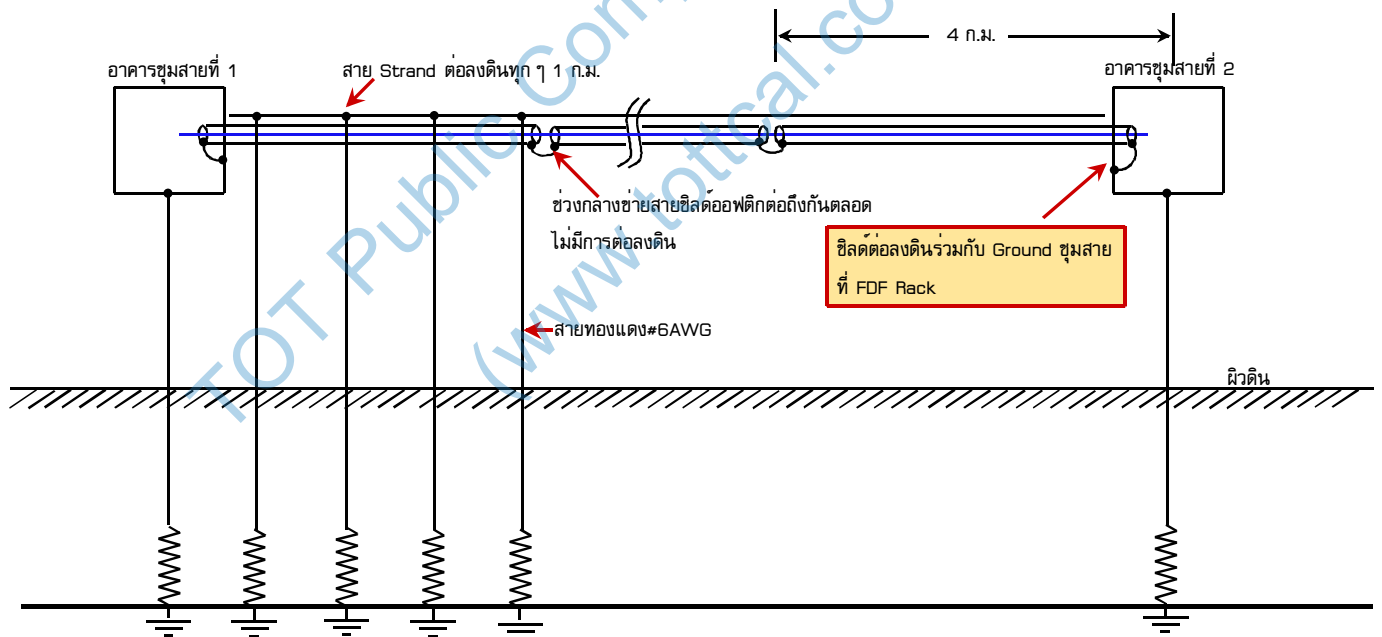 4 ก.ม.
อาคารชุมสายที่ 1
สาย Strand ต่อลงดินทุก ๆ 1 ก.ม.
อาคารชุมสายที่ 2
ช่วงกลางข่ายสายชีลด์ออฟติกต่อถึงกันตลอด
ไม่มีการต่อลงดิน
ชีลด์ต่อลงดินร่วมกับ Ground ชุมสาย
ที่ FDF Rack
สายทองแดง#6AWG
ผิวดิน
TOT Public Com
(www.tottcal.co